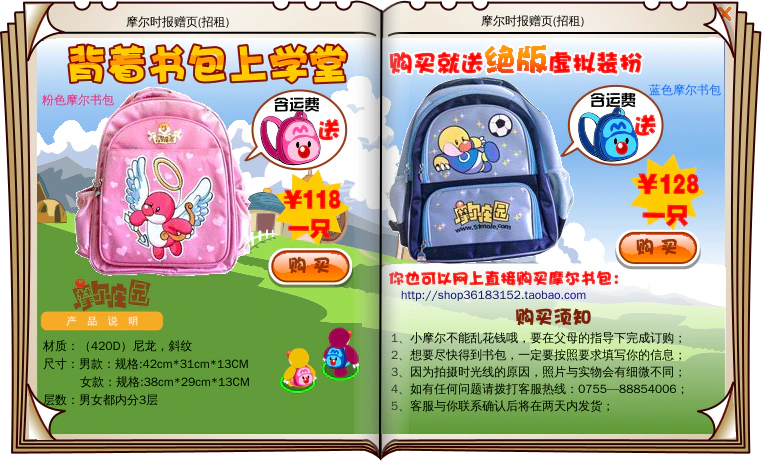 摩尔时报赠页(招租)
背着书包上学堂
粉色摩尔书包
含运费
送
¥118
一只
购买
摩尔庄园
产品说明
材质：（420D）尼龙，斜纹
尺寸：男款：规格:42cm*31cm*13CM
女款：规格:38cm*29cm*13CM
层数：男女都内分3层
摩尔时报赠页(招租)
购买就送绝版虚拟装扮
蓝色摩尔书包
含运费
送
¥128
一只
购买
摩尔庄园
www.51mole.com
你也可以网上直接购买摩尔书包：
http://shop36183152.taobao.com
购买须知
1、小摩尔不能乱花钱哦，要在父母的指导下完成订购；
2、想要尽快得到书包，一定要按照要求填写你的信息；
3、因为拍摄时光线的原因，照片与实物会有细微不同；
4、如有任何问题请拨打客服热线：0755—88854006；
5、客服与你联系确认后将在两天内发货；